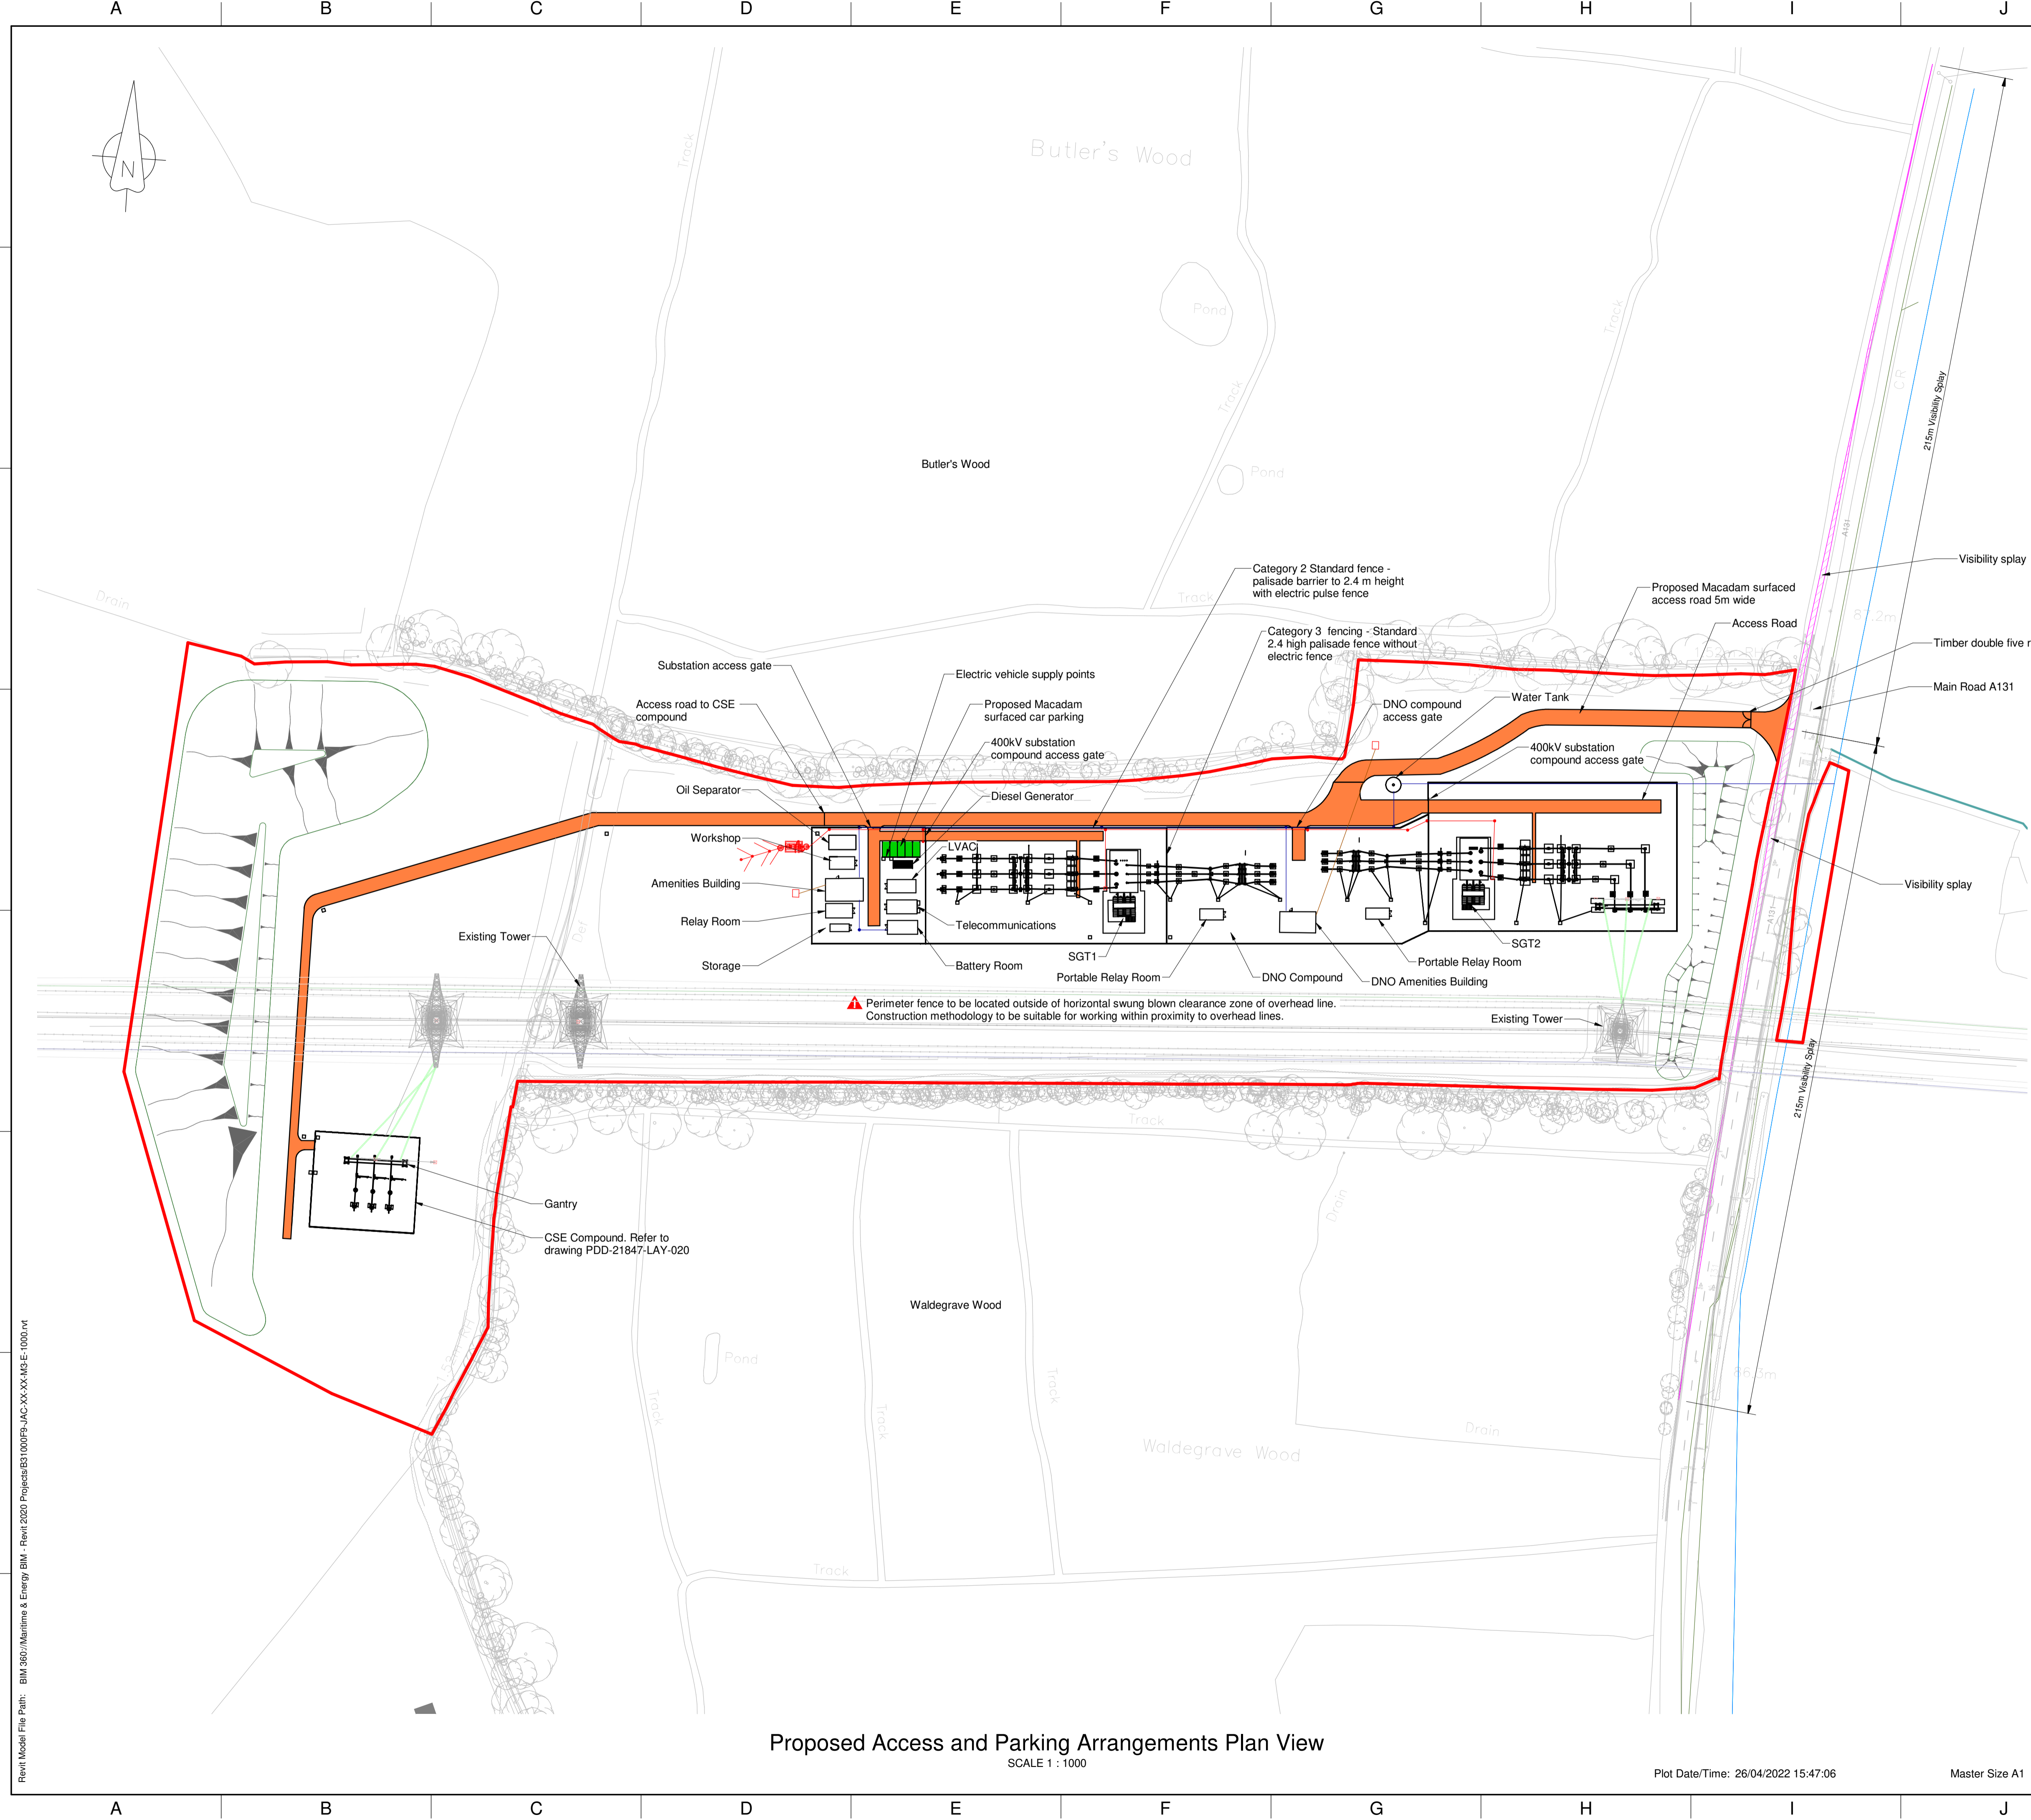 A B C D E F G H I J
N
Track
Butler's Wood
Pond
Track
Track
CR
215m Visibility Splay
Pond
Butler's Wood
A131
Category 2 Standard fence -
palisade barrier to 2.4 m height
with electric pulse fence
Visibility splay
Drain
Track
Proposed Macadam surfaced
access road 5m wide
Access Road
Category 3 fencing - Standard
2.4 high palisade fence without
electric fence
Timber double five r
Substation access gate
Electric vehicle supply points
Main Road A131
Water Tank
Access road to CSE
compound
Proposed Macadam
surfaced car parking
DNO compound
access gate
400kV substation
compound access gate
400kV substation
compound access gate
Oil Separator
Diesel Generator
Workshop
LVAC
Amenities Building
Visibility splay
Relay Room
Telecommunications
Existing Tower
Def
A131
SGT2
SGT1
Storage
Battery Room
Portable Relay Room
Portable Relay Room
DNO Compound
DNO Amenities Building
Perimeter fence to be located outside of horizontal swung blown clearance zone of overhead line.
Construction methodology to be suitable for working within proximity to overhead lines.
Existing Tower
215m Visibility Splay
Track
Gantry
Drain
CSE Compound. Refer to
drawing PDD-21847-LAY-020
Waldegrave Wood
Pond
86.5m
Track
Track
Track
Drain
Waldegrave Wood
Track
Revit Model File Path: BIM 360://Maritime & Energy BIM - Revit 2020 Projects/B31000F9-JAC-XX-XX-M3-E-1000.rvt
Proposed Access and Parking Arrangements Plan View
SCALE 1 : 1000
Plot Date/Time: 26/04/2022 15:47:06
Master Size A1
A B C D E F G H I J